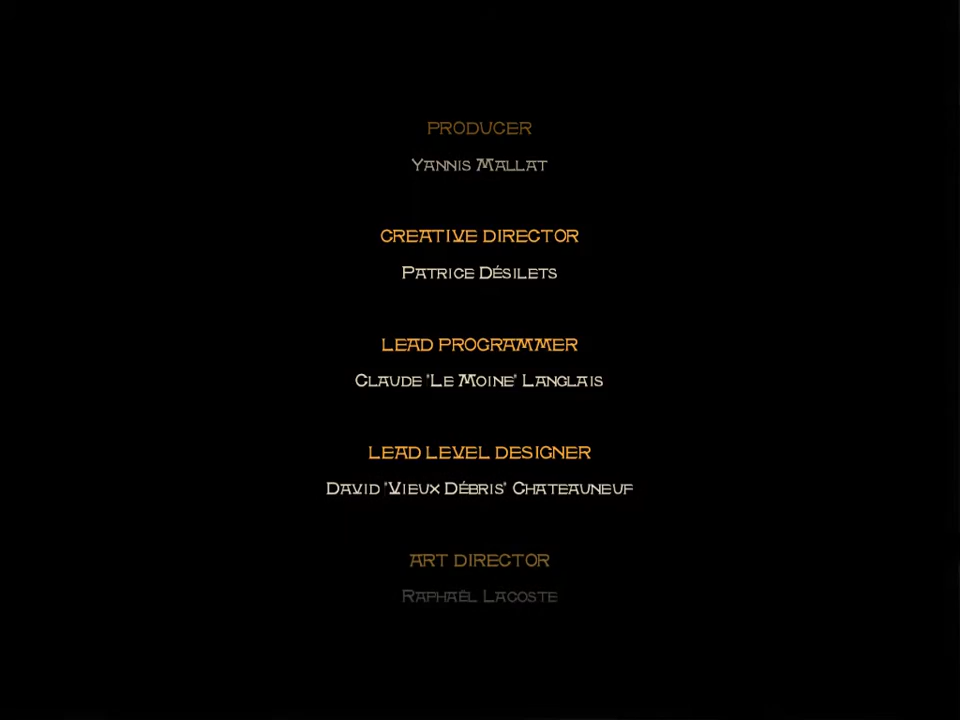 PRODUCER
YANNIS MALLAT
CREATIVE DIRECTOR
PATRICE DÉSILETS
LEAD PROGRAMMER
CLAUDE "LE MOINE" LANGLAIS
LEAD LEVEL DESIGNER
DAVID "VIEUX DÉBRIS" CHATEAUNEUF
ART DIRECTOR
RAPHAËL LACOSTE